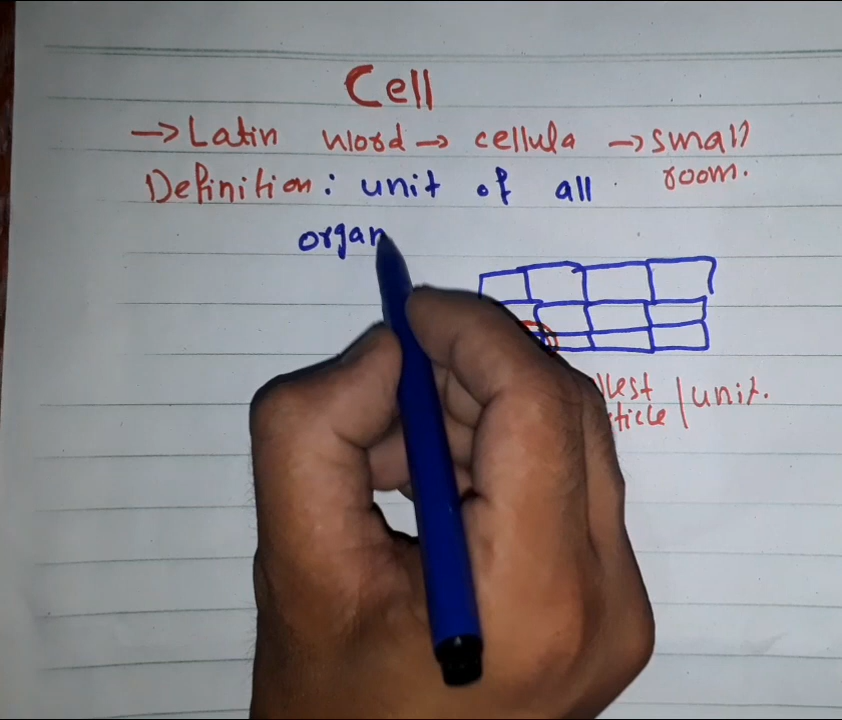 Cell
→ Latin word → cellula → small
room.
Definition: unit of all
organ
/unit.